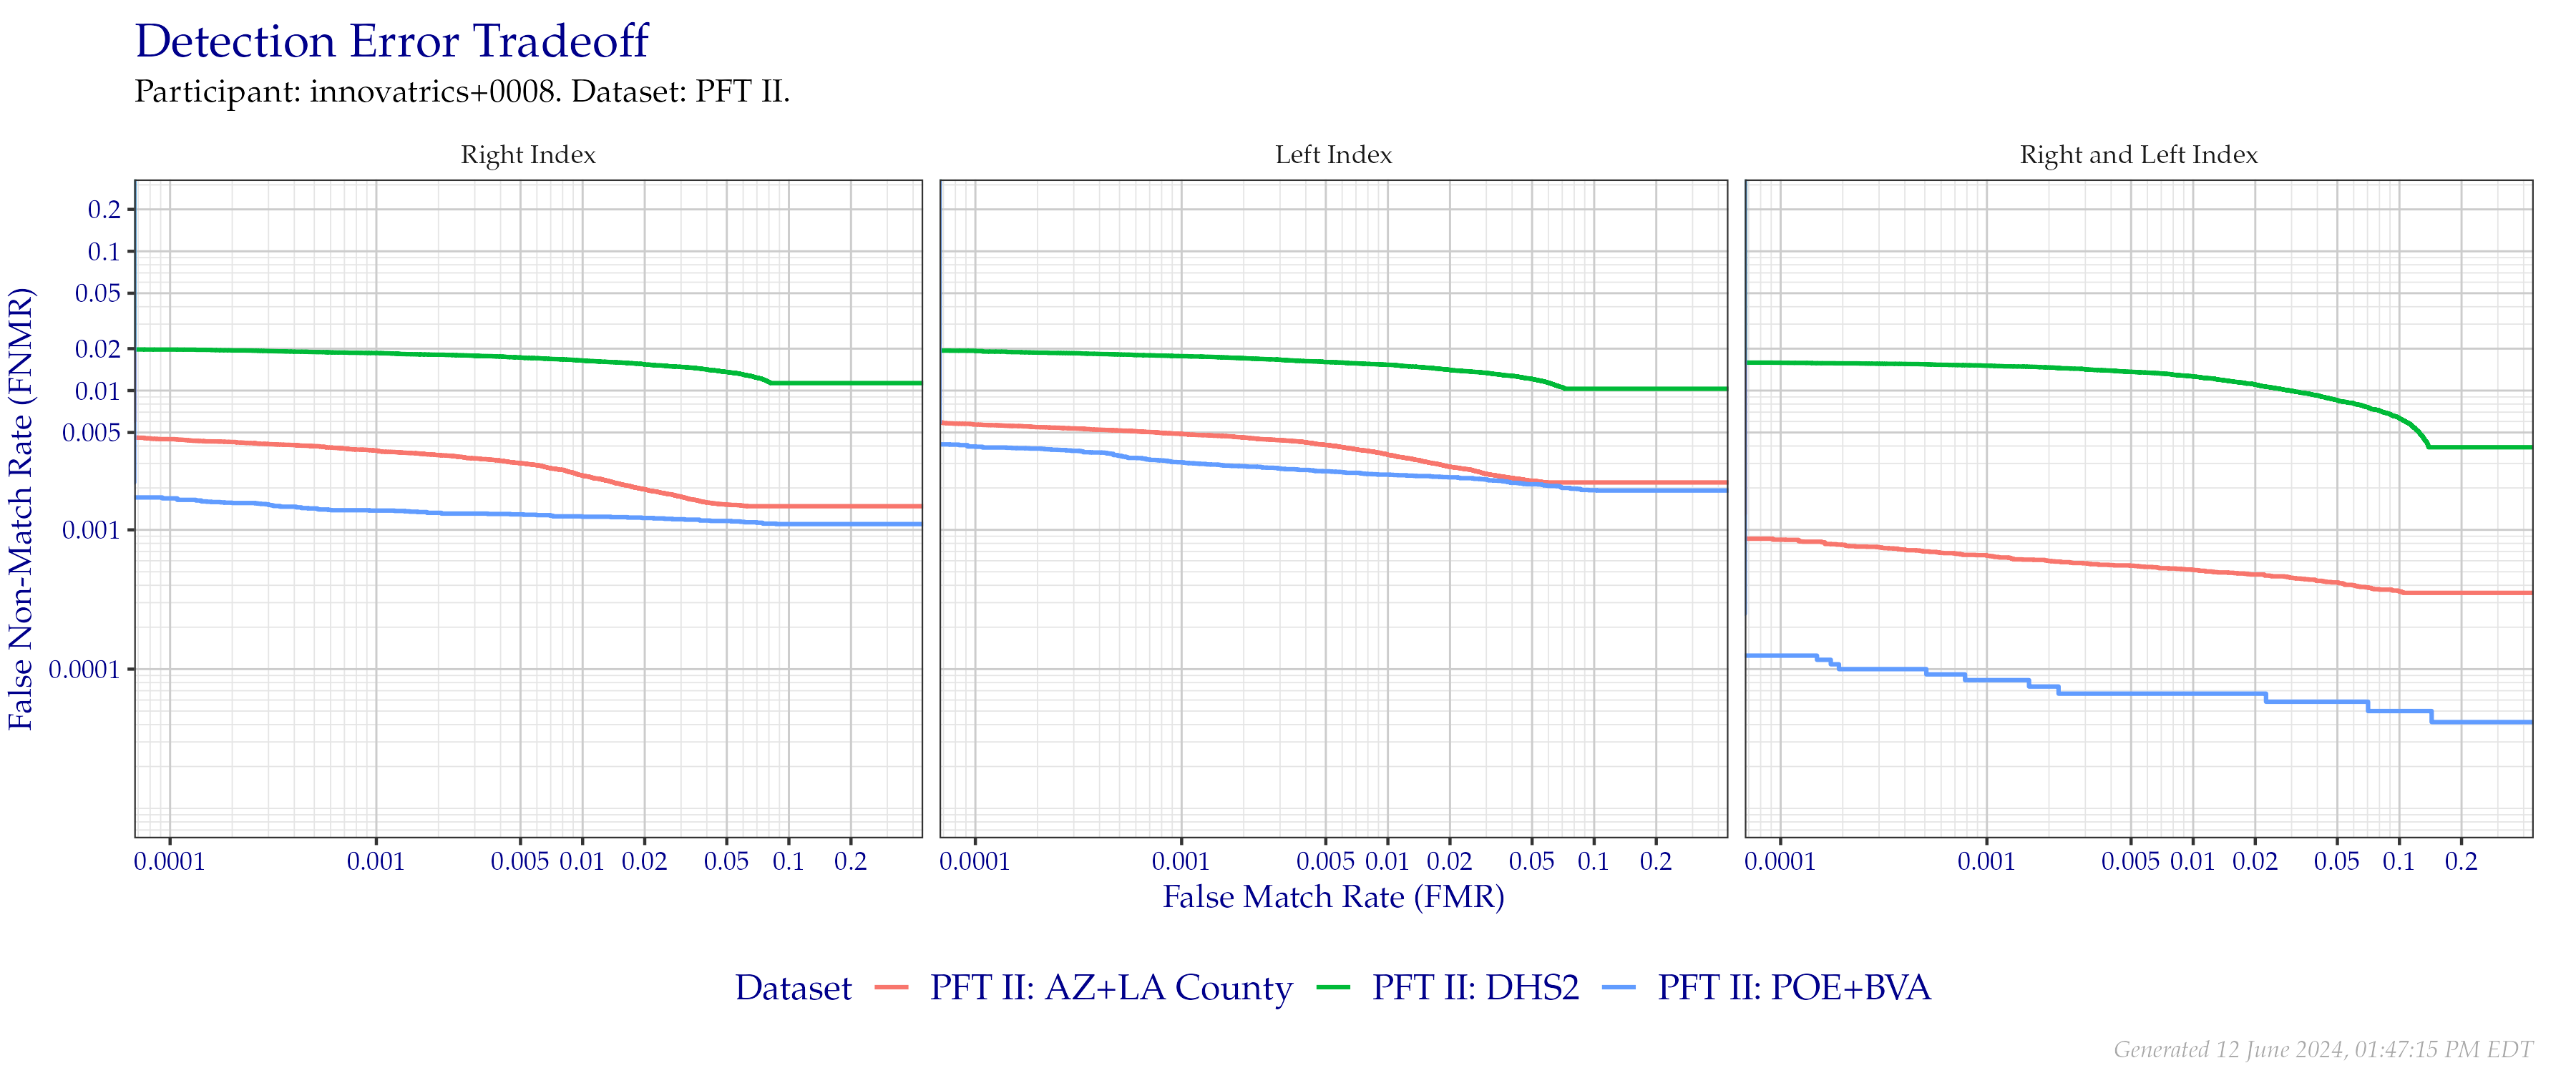 Detection Error Tradeoff
Participant: innovatrics+0008. Dataset: PFT II.
Right Index
Left Index
Right and Left Index
False Non-Match Rate (FNMR)
0.2
0.1
0.05
0.02
0.01
0.005
0.001
0.0001
0.0001 0.001 0.005 0.01 0.02 0.05 0.1 0.2
0.0001 0.001 0.005 0.01 0.02 0.05 0.1 0.2
0.0001 0.001 0.005 0.01 0.02 0.05 0.1 0.2
False Match Rate (FMR)
Dataset PFT II: AZ+LA County PFT II: DHS2 PFT II: POE+BVA
Generated 12 June 2024, 01:47:15 PM EDT